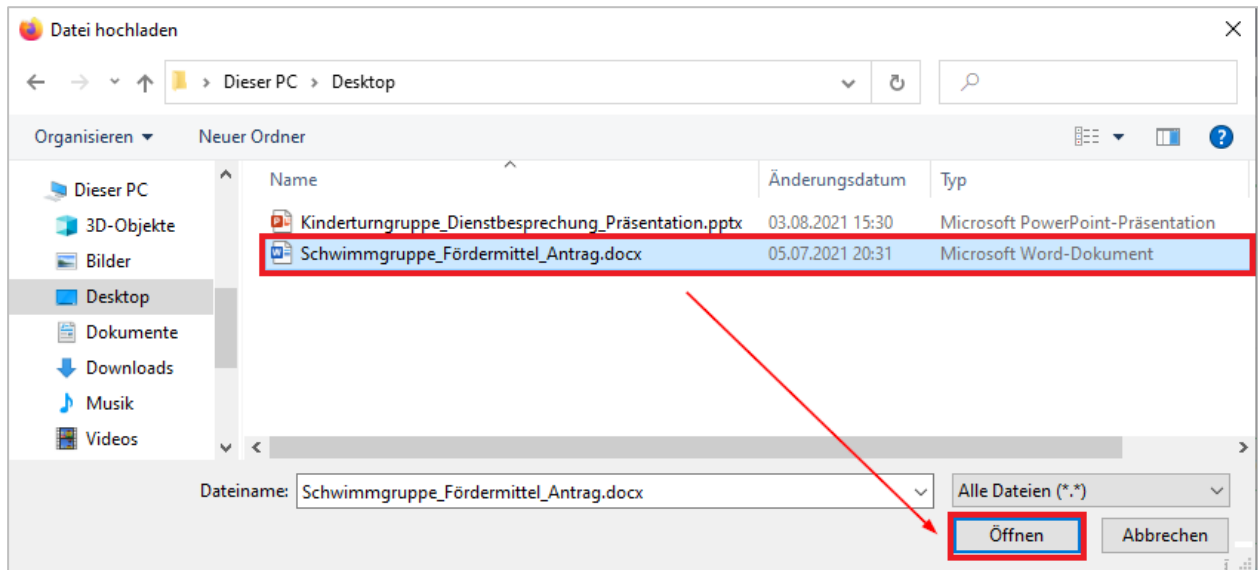 Datei hochladen
Dieser PC > Desktop
Organisieren Neuer Ordner
Name Änderungsdatum Typ
Dieser PC
3D-Objekte
Bilder
Desktop
Dokumente
Downloads
Musik
Videos
Kinderturngruppe_Dienstbesprechung_Präsentation.pptx 03.08.2021 15:30 Microsoft PowerPoint-Präsentation
Schwimmgruppe_Fördermittel_Antrag.docx 05.07.2021 20:31 Microsoft Word-Dokument
Dateiname: Schwimmgruppe_Fördermittel_Antrag.docx Alle Dateien (*.*)
Öffnen Abbrechen